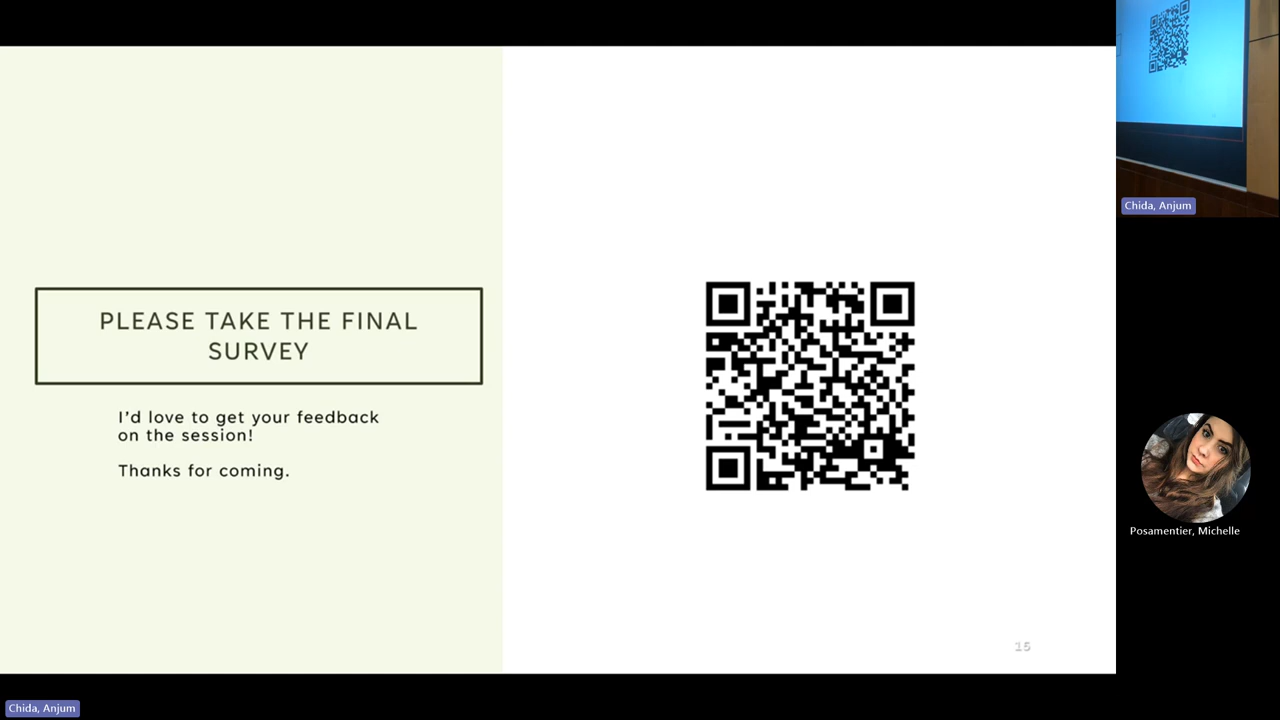 PLEASE TAKE THE FINAL
SURVEY
I'd love to get your feedback
on the session!
Thanks for coming.
15
Chida, Anjum
Posamentier, Michelle
Chida, Anjum